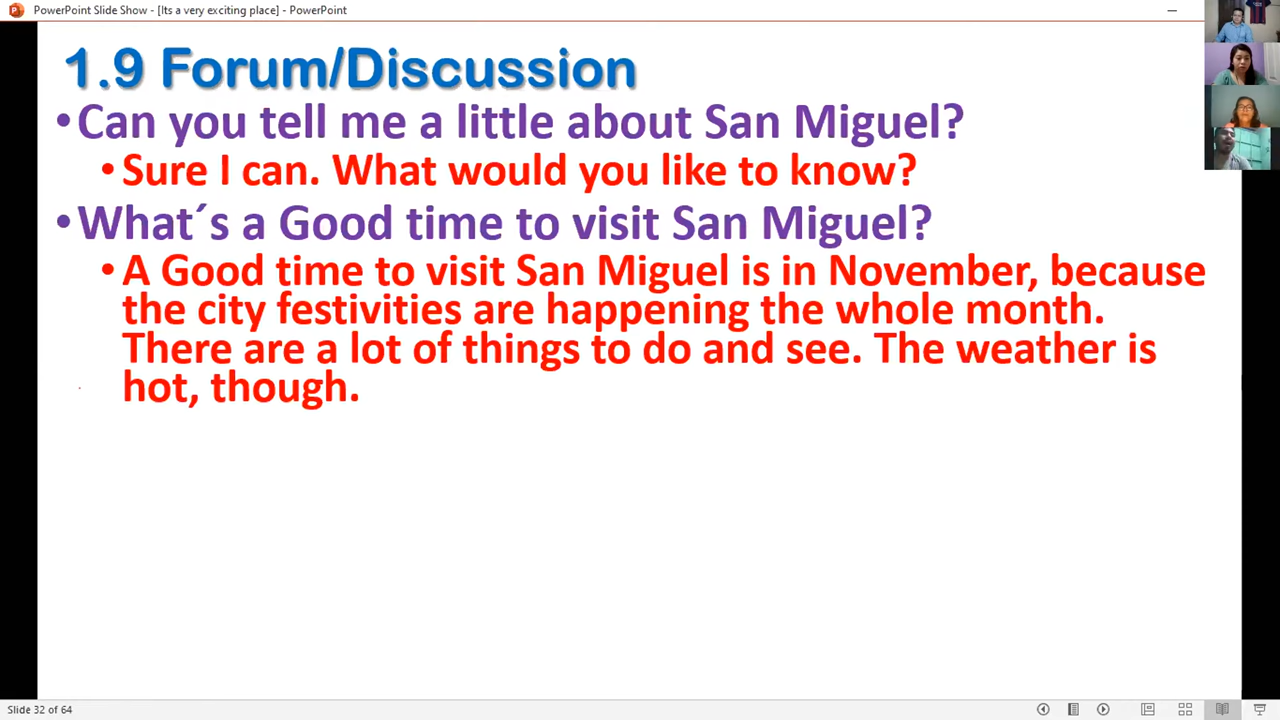 PowerPoint Slide Show - [Its a very exciting place] - PowerPoint
1.9 Forum/Discussion
•Can you tell me a little about San Miguel?
•Sure I can. What would you like to know?
•What´s a Good time to visit San Miguel?
•A Good time to visit San Miguel is in November, because
the city festivities are happening the whole month.
There are a lot of things to do and see. The weather is
hot, though.
Slide 32 of 64